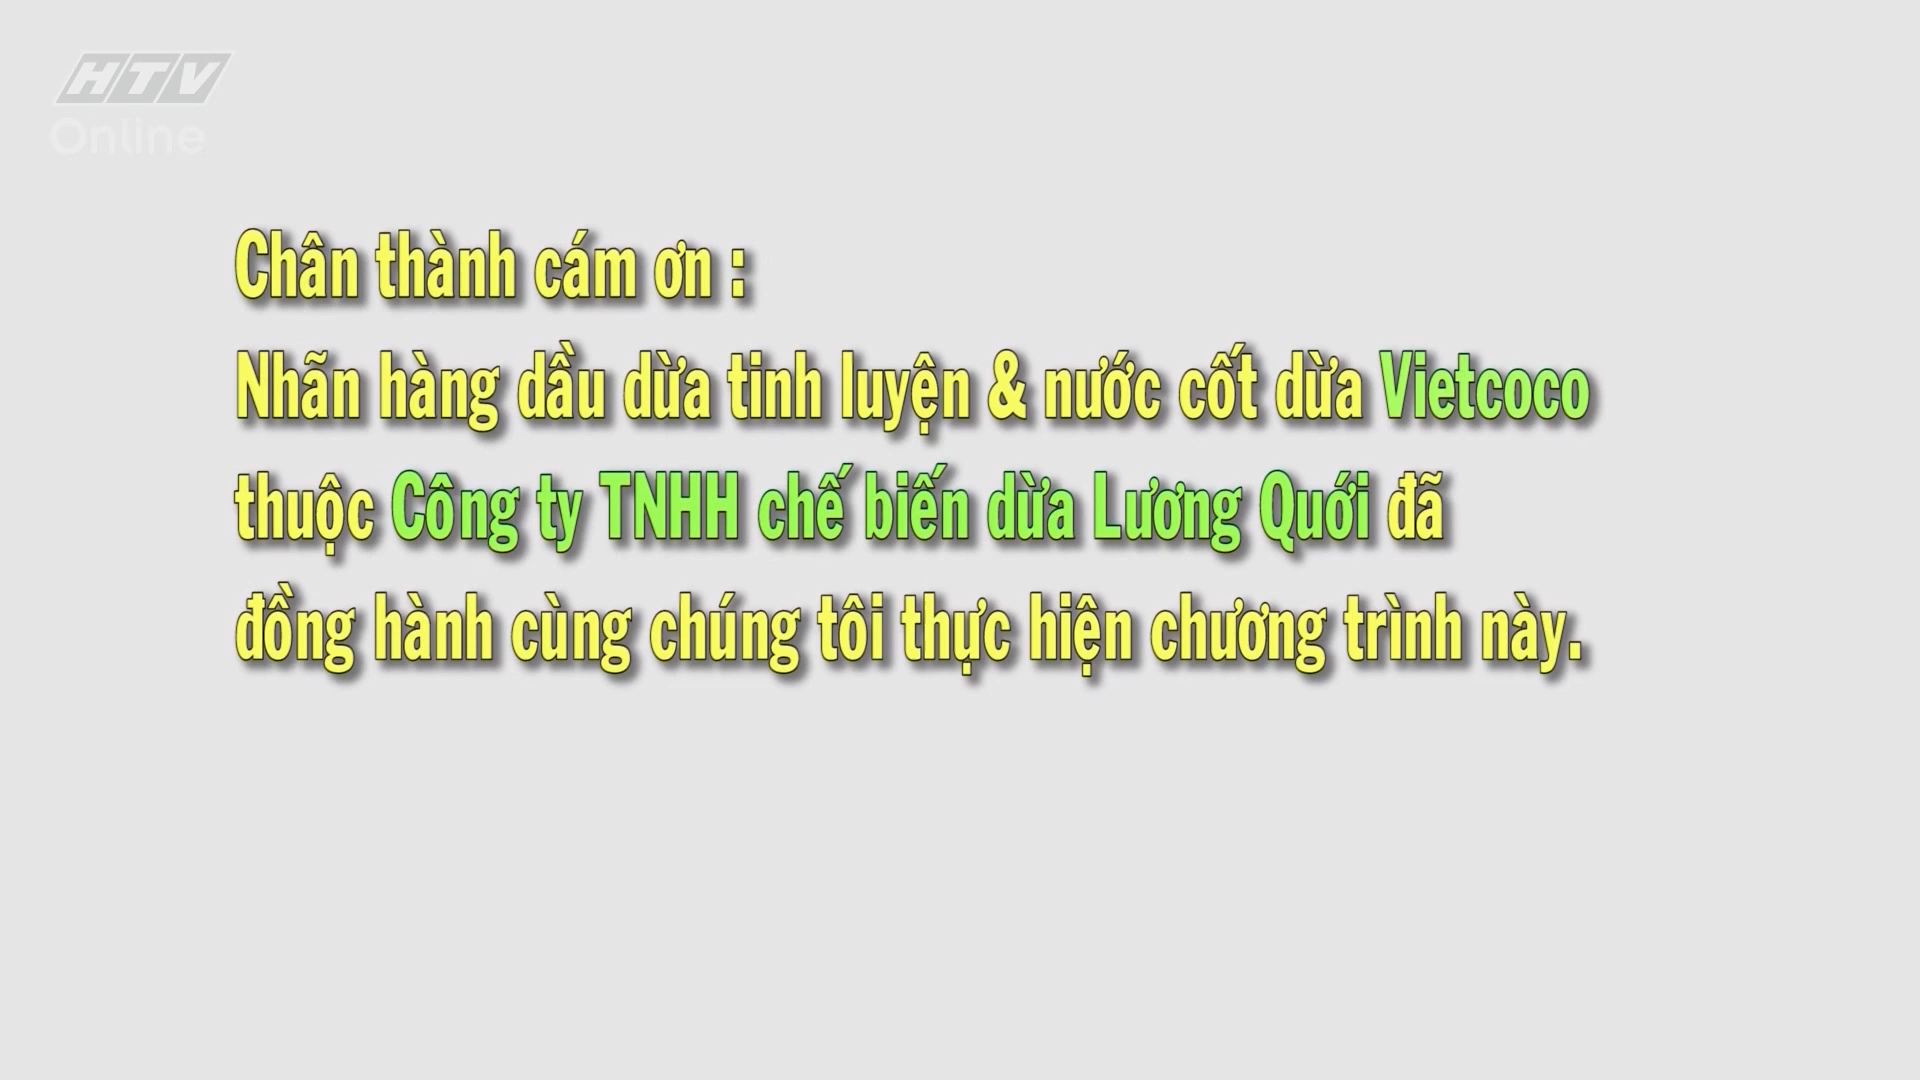 HTV
Online
Chân thành cám ơn :
Nhãn hàng dầu dừa tinh luyện & nước cốt dừa Vietcoco
thuộc Công ty TNHH chế biến dừa Lương Quới đã
đồng hành cùng chúng tôi thực hiện chương trình này.